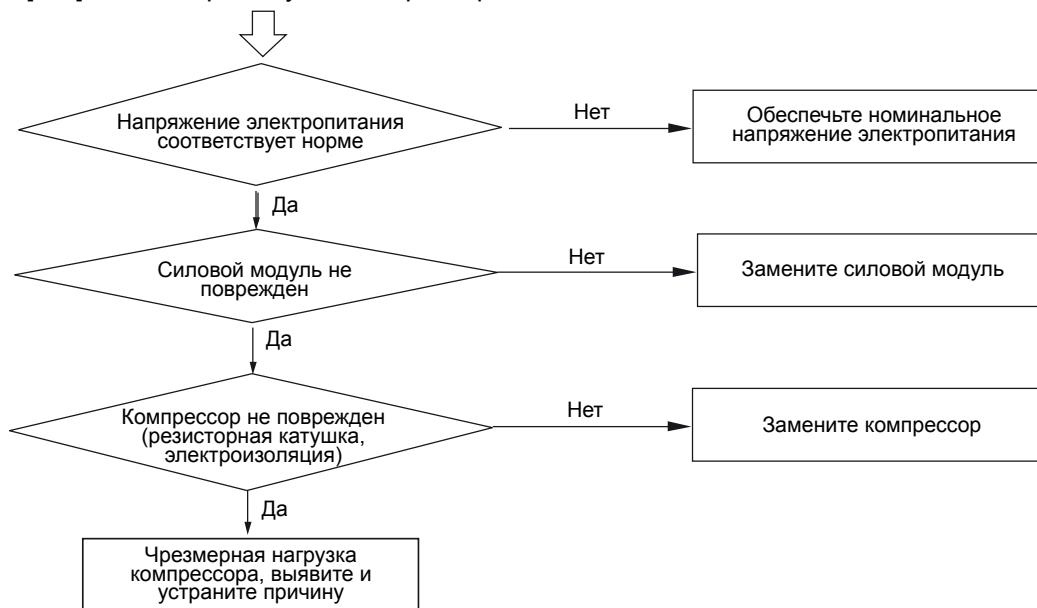 Напряжение электропитания
соответствует норме
Нет
Обеспечьте номинальное
напряжение электропитания
Да
Силовой модуль не
поврежден
Нет
Замените силовой модуль
Да
Компрессор не поврежден
(резисторная катушка,
электроизоляция)
Нет
Замените компрессор
Да
Чрезмерная нагрузка
компрессора, выявите и
устраните причину